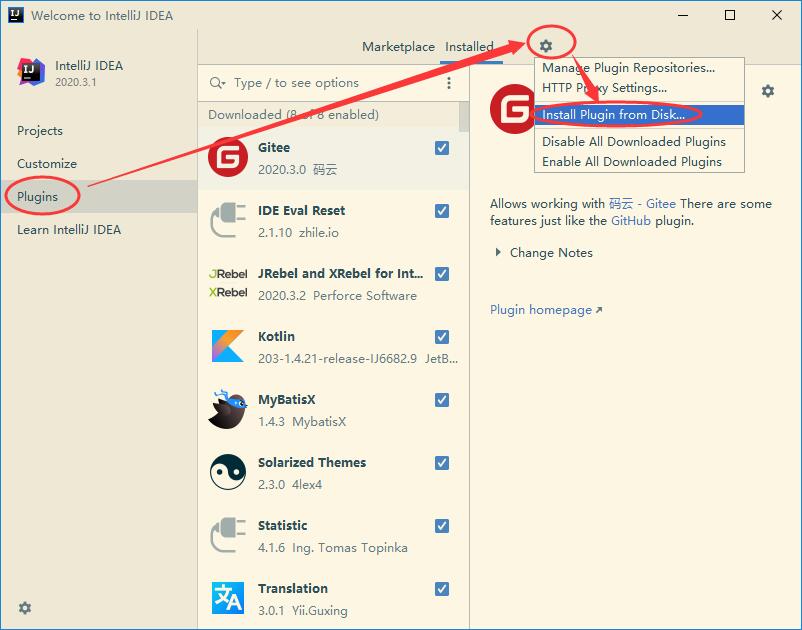 Welcome to IntelliJ IDEA
IntelliJ IDEA
2020.3.1
Projects
Customize
Plugins
Learn IntelliJ IDEA
Marketplace Installed
Type / to see options
Downloaded (8 of 8 enabled)
Gitee
2020.3.0 码云
IDE Eval Reset
2.1.10 zhile.io
JRebel
XRebel
JRebel and XRebel for Int...
2020.3.2 Perforce Software
Kotlin
203-1.4.21-release-IJ6682.9 JetB...
MyBatisX
1.4.3 MybatisX
Solarized Themes
2.3.0 4lex4
Statistic
4.1.6 Ing. Tomas Topinka
Translation
3.0.1 Yii.Guxing
Manage Plugin Repositories...
HTTP Proxy Settings...
Install Plugin from Disk...
Disable All Downloaded Plugins
Enable All Downloaded Plugins
Allows working with 码云 - Gitee There are some
features just like the GitHub plugin.
Change Notes
Plugin homepage